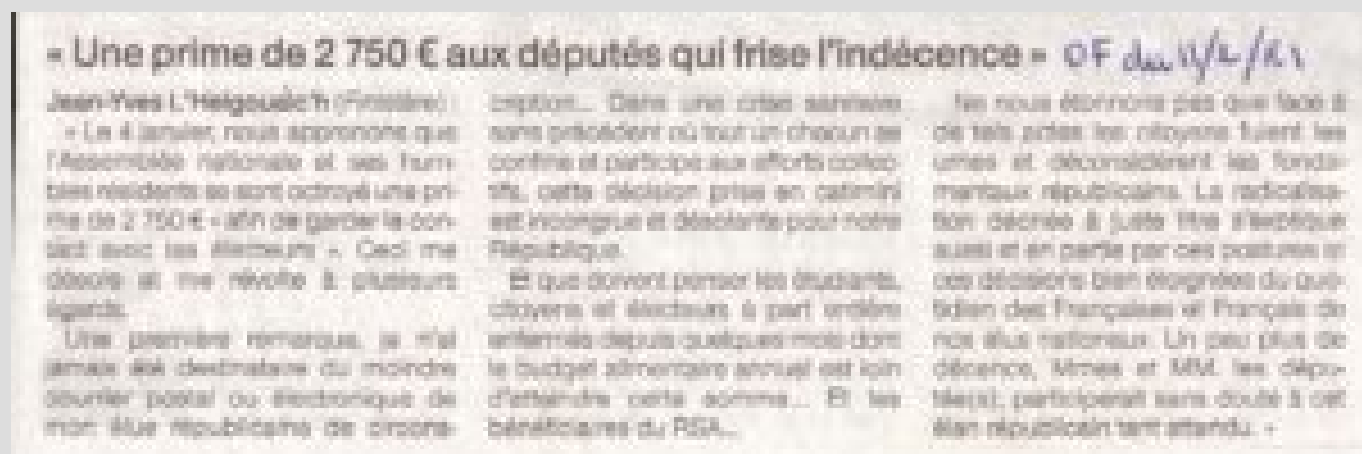 « Une prime de 2 750 € aux députés qui frise l'indécence » OF du
Jean-Yves L'Helgouac'h (Finistère) :
« Le 4 janvier, nous apprenons que
l'Assemblée nationale et ses hum-
bles résidents se sont octroyé une pri-
me de 2 750 € « afin de garder le con-
tact avec les électeurs ». Ceci me
désole et me révolte à plusieurs
égards.
Une première remarque, je n'ai
jamais été destinataire du moindre
courrier postal ou électronique de
mon élue républicaine de circons-
cription... Dans une crise sanitaire
sans précédent où tout un chacun se
confine et participe aux efforts collec-
tifs, cette décision prise en catimini
est incongrue et désolante pour notre
République.
Et que doivent penser les étudiants,
citoyens et électeurs à part entière
enfermés depuis quelques mois dont
le budget alimentaire annuel est loin
d'atteindre cette somme... Et les
bénéficiaires du RSA...
Ne nous étonnons pas que face à
de tels actes les citoyens fuient les
urnes et déconsidèrent les fonda-
mentaux républicains. La radicalisa-
tion décriée à juste titre s'explique
aussi et en partie par ces postures et
ces décisions bien éloignées du quo-
tidien des Françaises et Français de
nos élus nationaux. Un peu plus de
décence, Mmes et MM. les dépu-
té(e)s, participerait sans doute à cet
élan républicain tant attendu. »